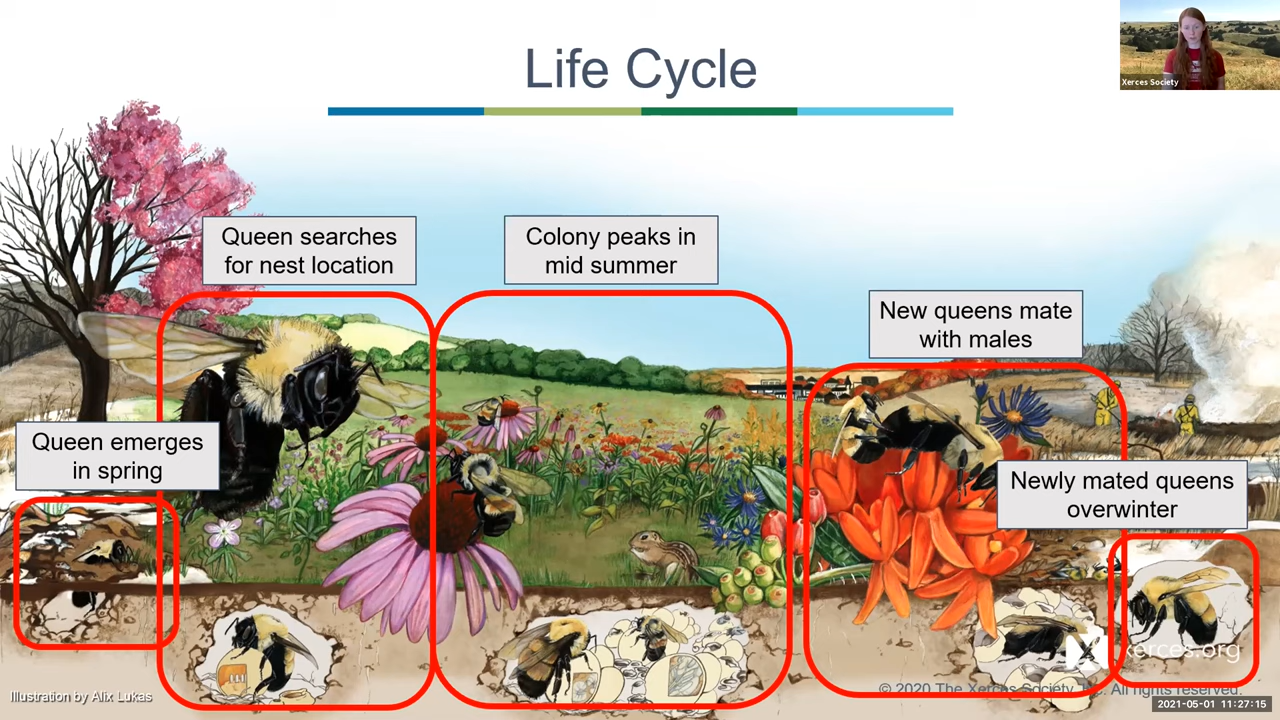 Life Cycle
Xerces Society
Queen searches
for nest location
Colony peaks in
mid summer
New queens mate
with males
Queen emerges
in spring
Newly mated queens
overwinter
xerces.org
Illustration by Alix Lukas
© 2020 The Xerces Society, Inc. All rights reserved.
2021-05-01 11:27:15